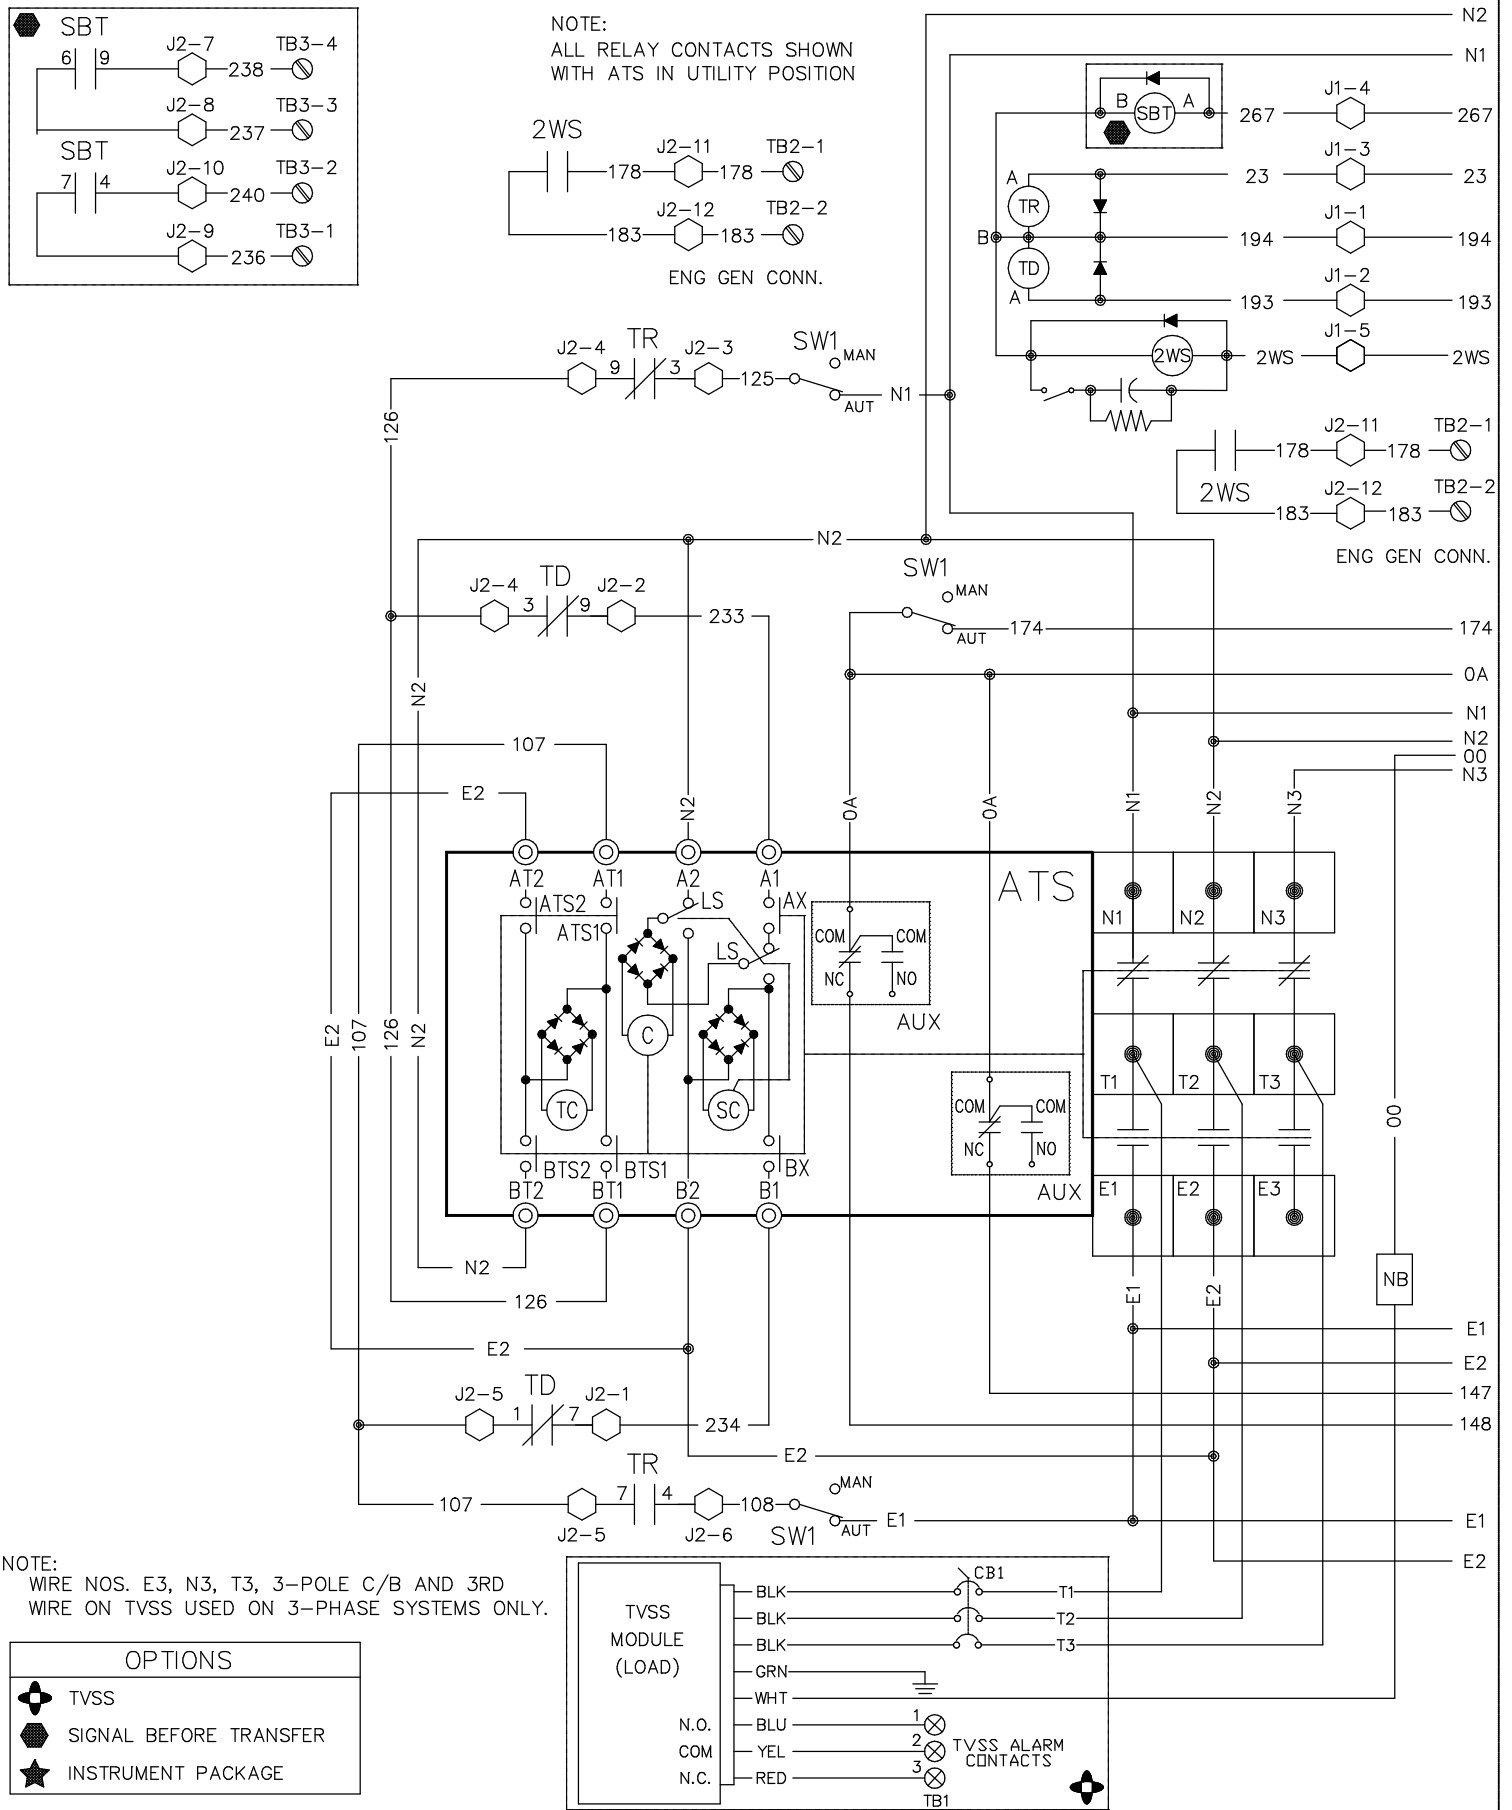 SBT
6 9
J2-7
238
TB3-4
J2-8
237
TB3-3
SBT
7 4
J2-10
240
TB3-2
J2-9
236
TB3-1
NOTE:
ALL RELAY CONTACTS SHOWN
WITH ATS IN UTILITY POSITION
2WS
178
J2-11
178
TB2-1
183
J2-12
183
TB2-2
ENG GEN CONN.
N2
N1
B SBT A
267
J1-4
267
A
TR
23
J1-3
23
B
194
J1-1
194
TD
A
193
J1-2
193
2WS
2WS
J1-5
2WS
2WS
178
J2-11
178
TB2-1
183
J2-12
183
TB2-2
ENG GEN CONN.
J2-4
TR
9 3
J2-3
125
SW1
MAN
AUT
N1
126
N2
J2-4
TD
3 9
J2-2
233
SW1
MAN
AUT
174
174
0A
N1
N2
00
N3
N2
107
E2
N2
0A
0A
N1
N2
N3
E2
107
126
N2
AT2
AT1
A2
A1
ATS
ATS2
ATS1
LS
AX
LS
COM
COM
NC
NO
AUX
C
TC
SC
COM
COM
NC
NO
AUX
BTS2
BTS1
BX
BT2
BT1
B2
B1
N1
N2
N3
T1
T2
T3
E1
E2
E3
00
NB
N2
126
E2
E1
E2
E1
E2
147
148
J2-5
TD
1 7
J2-1
234
E2
107
TR
7 4
J2-5
J2-6
108
SW1
MAN
AUT
E1
E1
E2
NOTE:
WIRE NOS. E3, N3, T3, 3-POLE C/B AND 3RD
WIRE ON TVSS USED ON 3-PHASE SYSTEMS ONLY.
OPTIONS
TVSS
SIGNAL BEFORE TRANSFER
INSTRUMENT PACKAGE
TVSS
MODULE
(LOAD)
N.O.
COM
N.C.
BLK
CB1
T1
BLK
T2
BLK
T3
GRN
WHT
BLU
1
YEL
2
RED
3
TVSS ALARM
CONTACTS
TB1